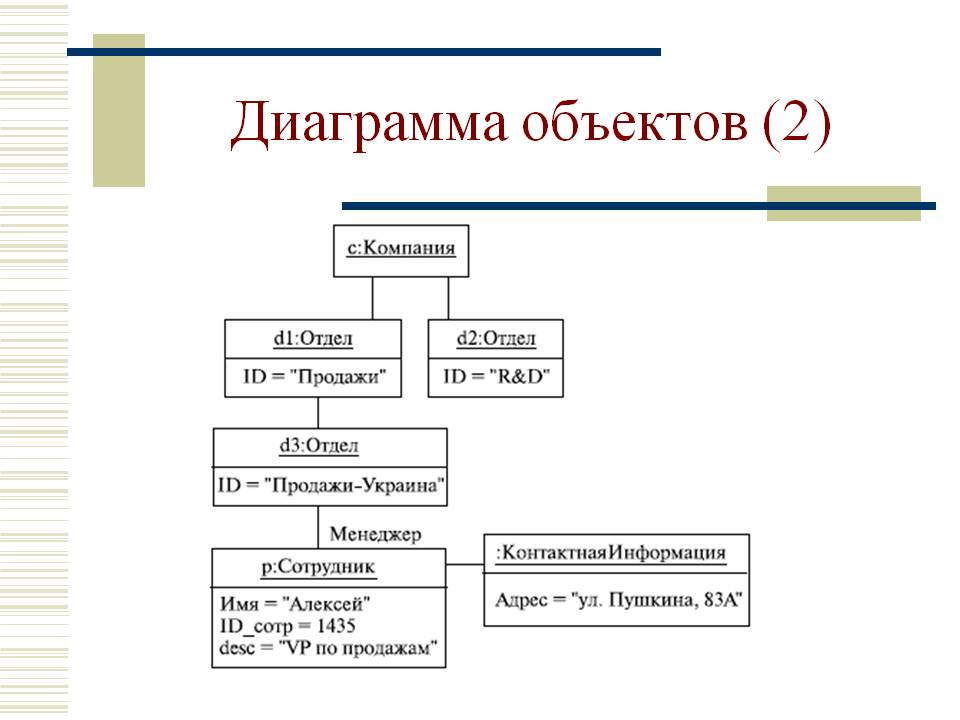 Диаграмма объектов (2)
c:Компания
d1:Отдел
ID = "Продажи"
d2:Отдел
ID = "R&D"
d3:Отдел
ID = "Продажи-Украина"
Менеджер
p:Сотрудник
Имя = "Алексей"
ID_сотр = 1435
desc = "VP по продажам"
:КонтактнаяИнформация
Адрес = "ул. Пушкина, 83А"